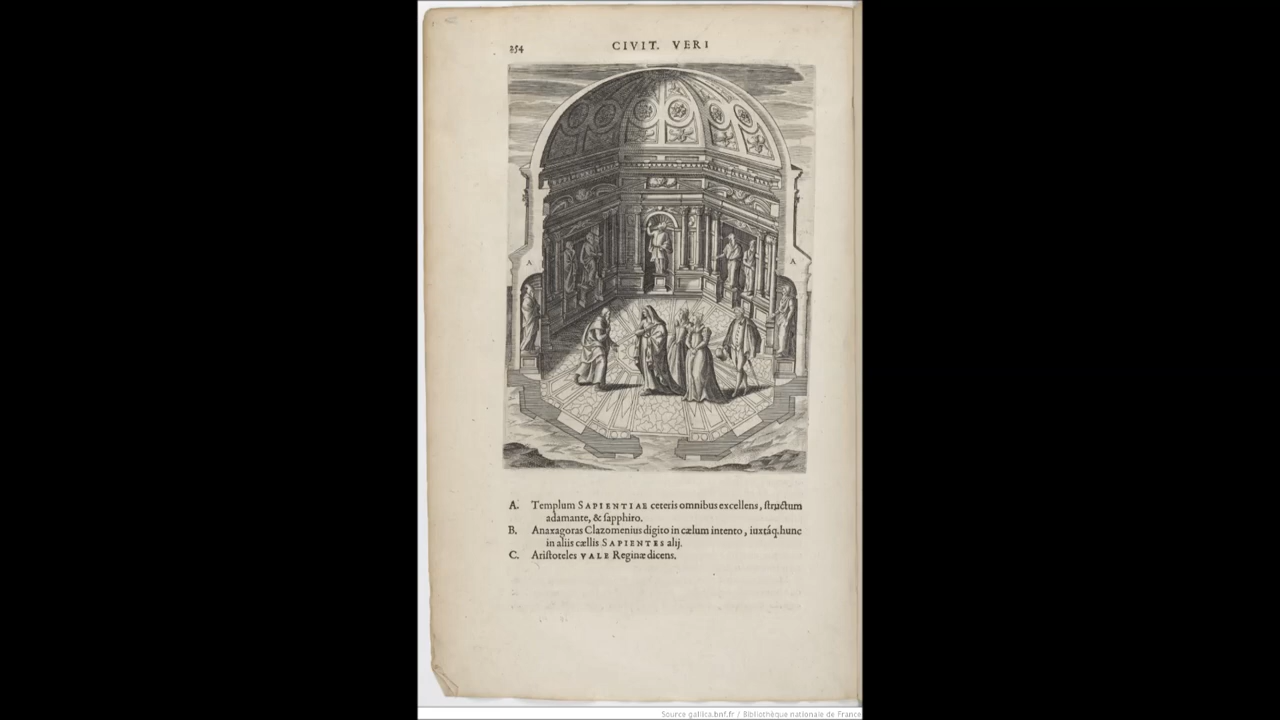 254
CIVIT. VERI
A
A
A. Templum SAPIENTIAE ceteris omnibus excellens, ſtructum
adamante, & ſapphiro.
B. Anaxagoras Clazomenius digito in cælum intento, iuxtáq. hunc
in aliis cællis SAPIENTES alij.
C. Ariſtoteles VALE Reginæ dicens.
Source gallica.bnf.fr / Bibliothèque nationale de France